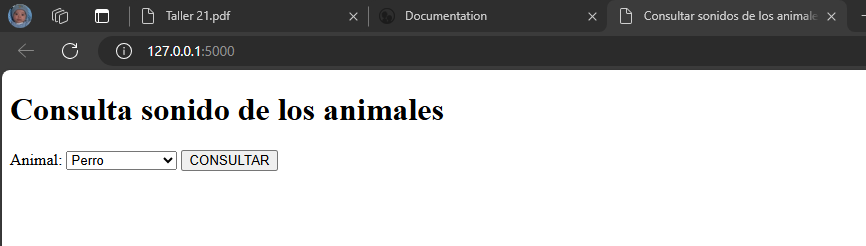 Taller 21.pdf
Documentation
Consultar sonidos de los animale
127.0.0.1:5000
Consulta sonido de los animales
Animal: Perro CONSULTAR